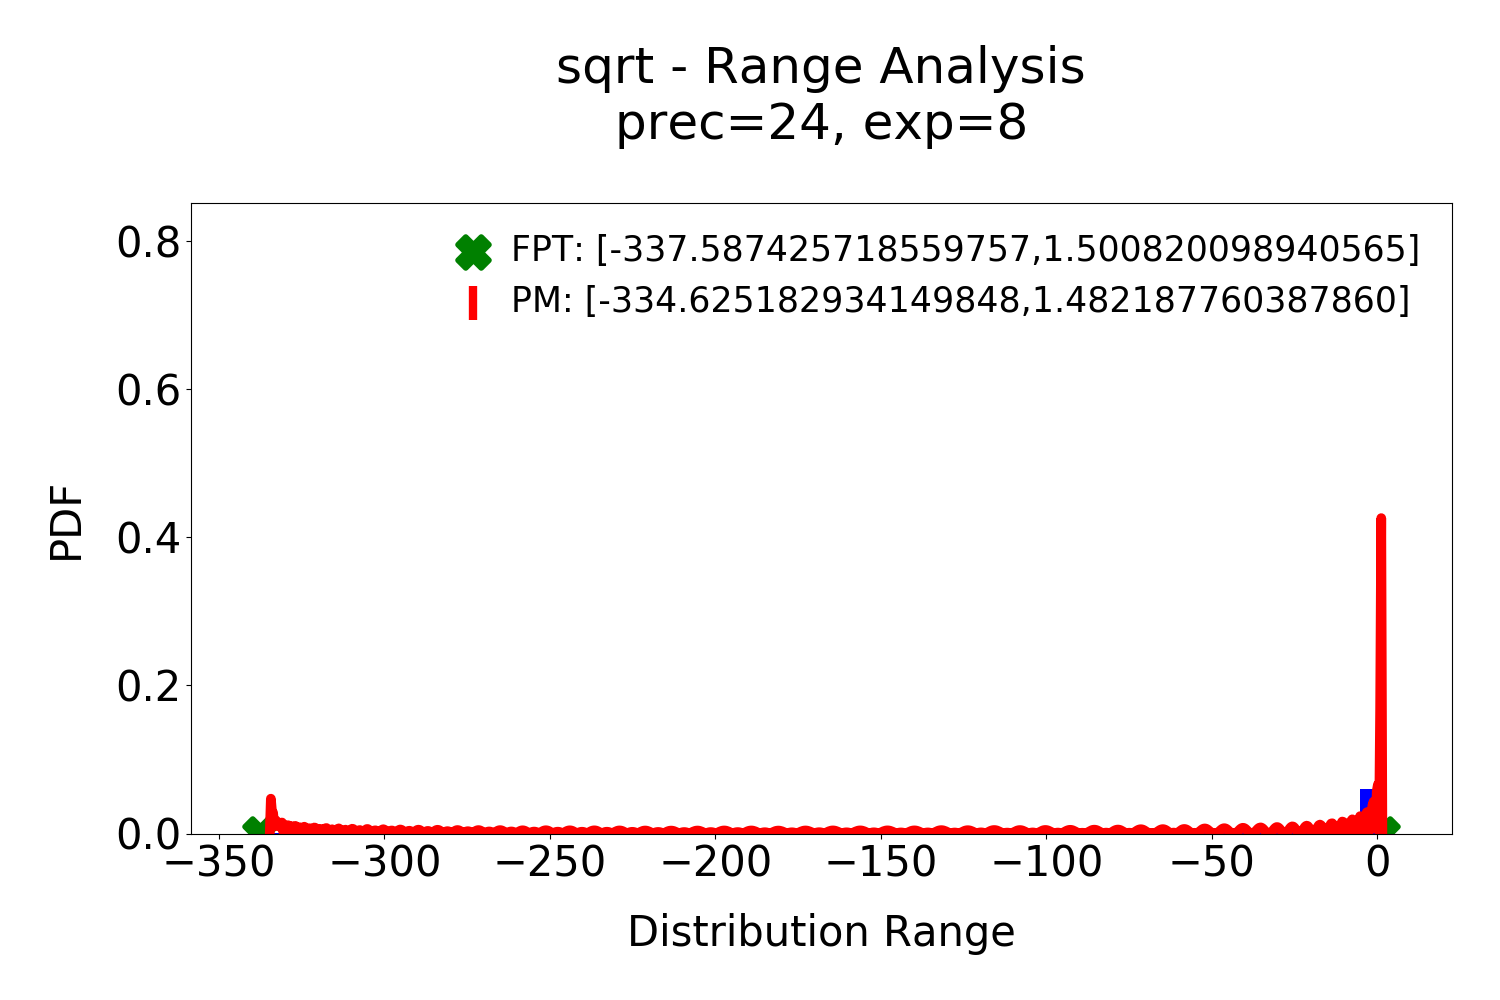 sqrt - Range Analysis
prec=24, exp=8
FPT: [-337.587425718559757,1.500820098940565]
PM: [-334.625182934149848,1.482187760387860]
0.8
0.6
0.4
0.2
0.0
PDF
−350 −300 −250 −200 −150 −100 −50 0
Distribution Range